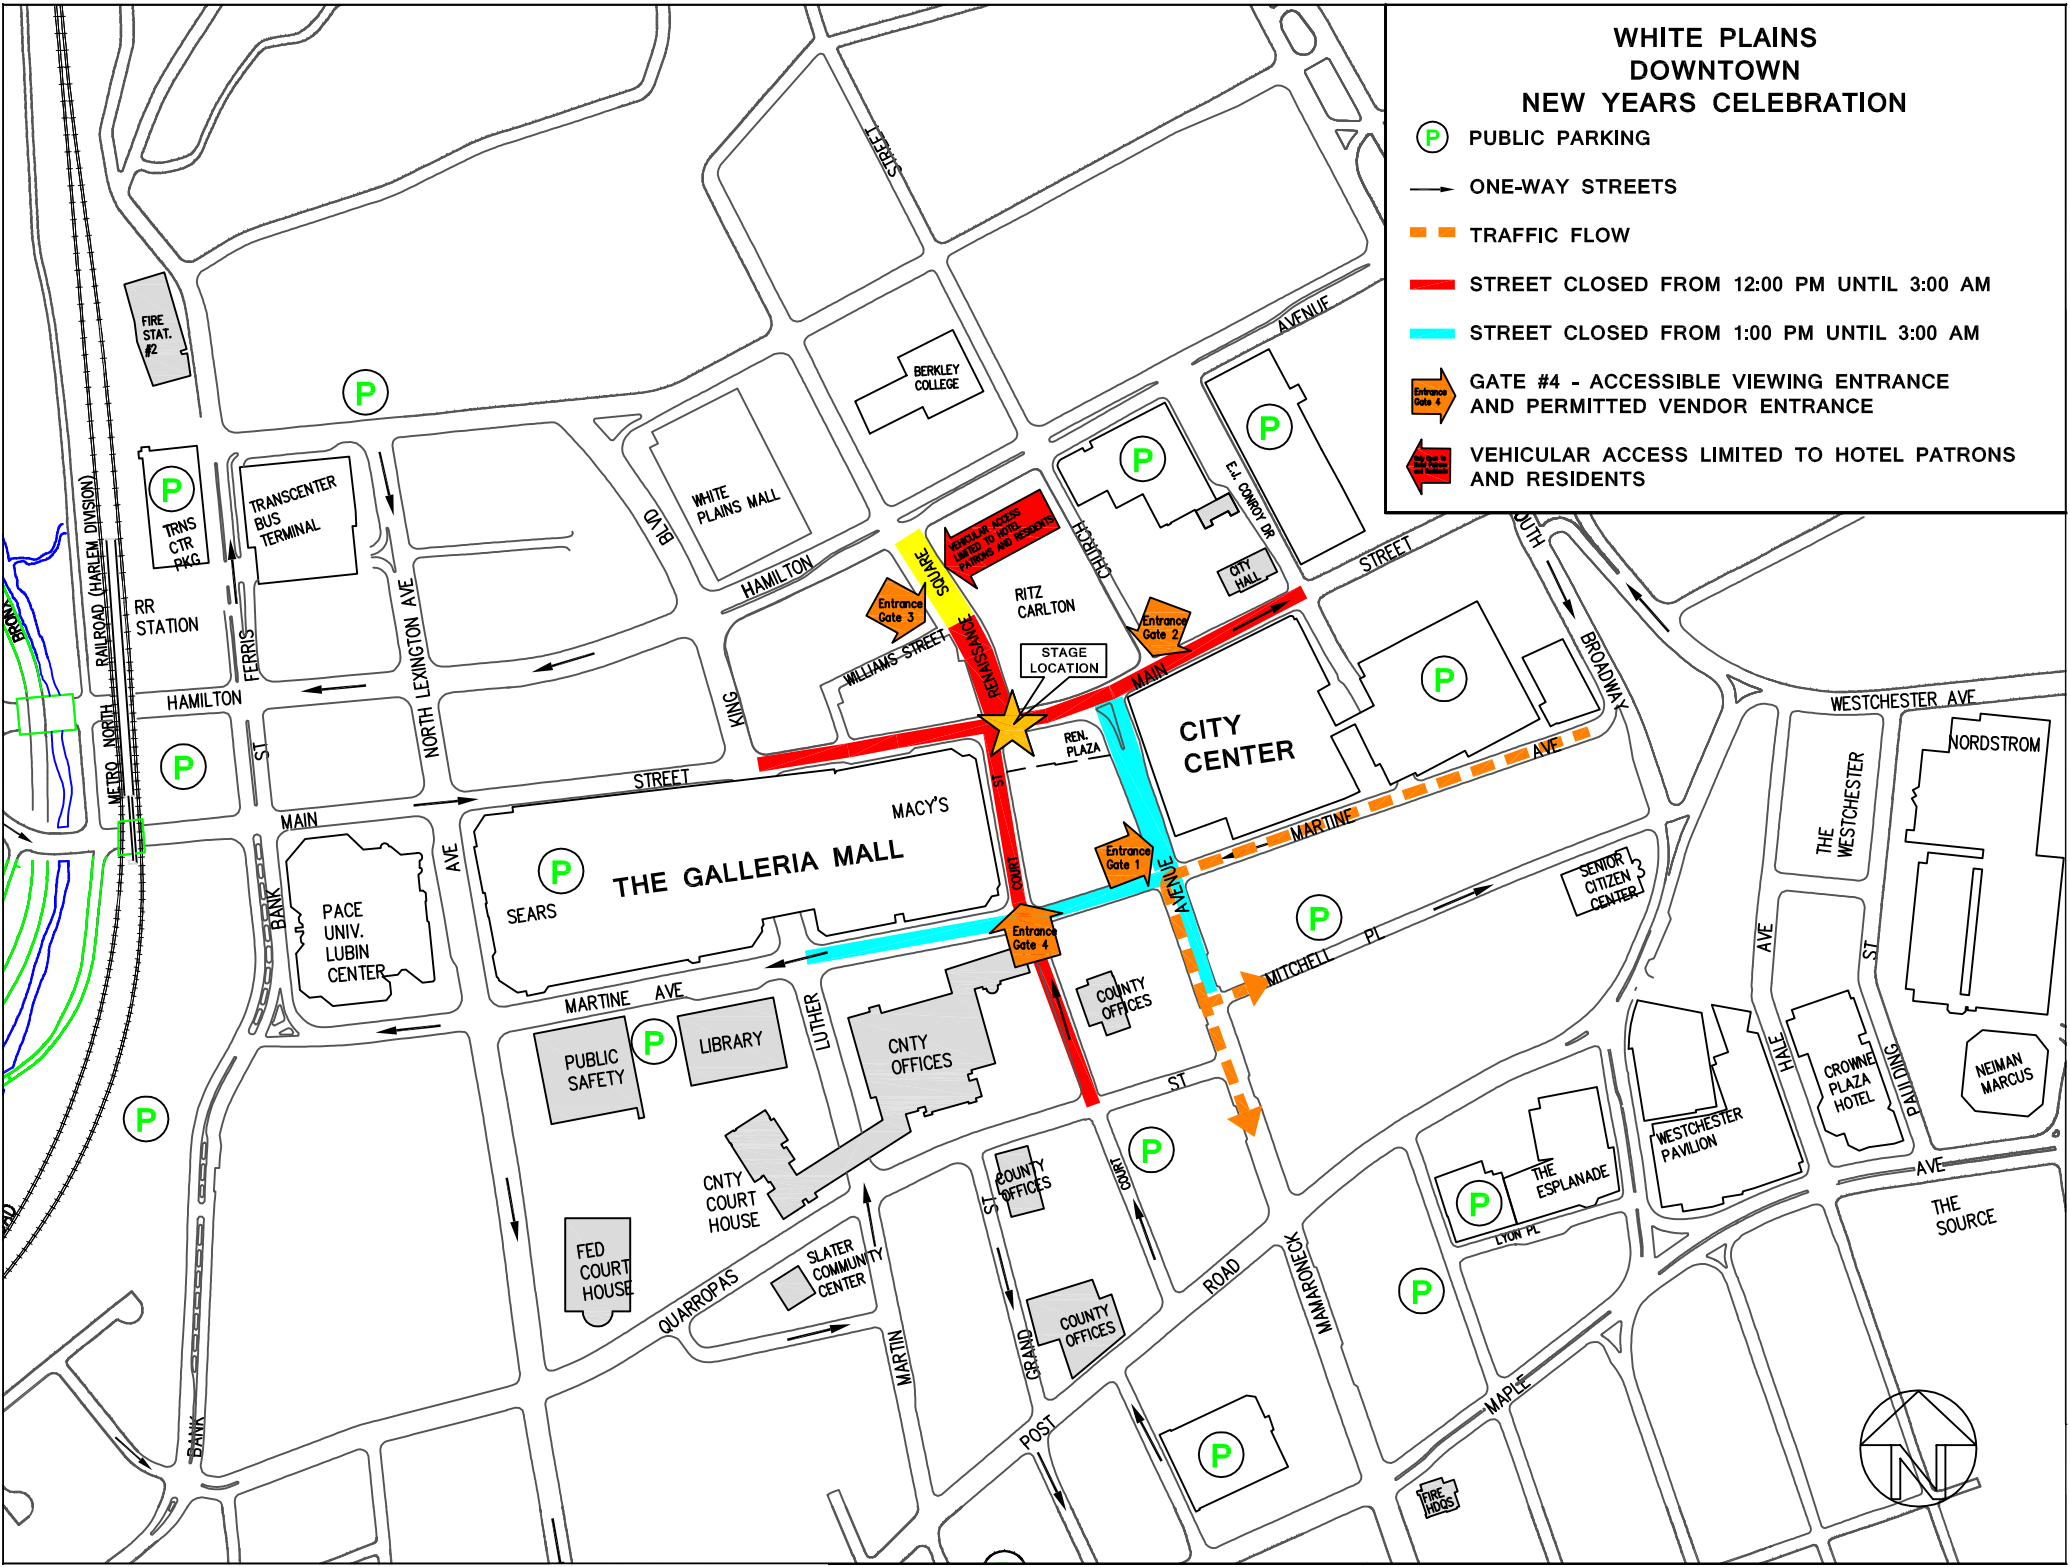 WHITE PLAINS
DOWNTOWN
NEW YEARS CELEBRATION
P
PUBLIC PARKING
ONE-WAY STREETS
TRAFFIC FLOW
STREET CLOSED FROM 12:00 PM UNTIL 3:00 AM
STREET CLOSED FROM 1:00 PM UNTIL 3:00 AM
Entrance
Gate 4
GATE #4 - ACCESSIBLE VIEWING ENTRANCE
AND PERMITTED VENDOR ENTRANCE
VEHICULAR ACCESS LIMITED TO HOTEL PATRONS
AND RESIDENTS
STREET
AVENUE
FIRE
STAT.
#2
P
BERKLEY
COLLEGE
P
P
P
TRNS
CTR
PKG
TRANSCENTER
BUS
TERMINAL
WHITE
PLAINS MALL
BLVD
E.J. CONROY DR
CHURCH
VEHICULAR ACCESS
LIMITED TO HOTEL
PATRONS AND RESIDENTS
SQUARE
HAMILTON
STREET
CITY
HALL
RITZ
CARLTON
Entrance
Gate 3
Entrance
Gate 2
RR
STATION
FERRIS
NORTH LEXINGTON AVE
RAILROAD (HARLEM DIVISION)
METRO NORTH
WILLIAMS STREET
RENAISSANCE
STAGE
LOCATION
MAIN
BROADWAY
P
HAMILTON
KING
ST
P
CITY
CENTER
REN.
PLAZA
AVE
WESTCHESTER AVE
NORDSTROM
STREET
ST
MACY'S
MAIN
MARTINE
THE
WESTCHESTER
THE GALLERIA MALL
P
SEARS
COURT
Entrance
Gate 1
AVENUE
AVE
BANK
PACE
UNIV.
LUBIN
CENTER
SENIOR
CITIZEN
CENTER
P
PL
MITCHELL
Entrance
Gate 4
AVE
ST
MARTINE AVE
LUTHER
COUNTY
OFFICES
PUBLIC
SAFETY
P
LIBRARY
CNTY
OFFICES
HALE
PAULDING
CROWNE
PLAZA
HOTEL
NEIMAN
MARCUS
P
ST
WESTCHESTER
PAVILION
P
COURT
COUNTY
OFFICES
ST
CNTY
COURT
HOUSE
THE
ESPLANADE
P
LYON PL
AVE
THE
SOURCE
FED
COURT
HOUSE
SLATER
COMMUNITY
CENTER
QUARROPAS
ROAD
MAMARONECK
P
COUNTY
OFFICES
MARTIN
GRAND
MAPLE
POST
BANK
P
FIRE
HDQS
N